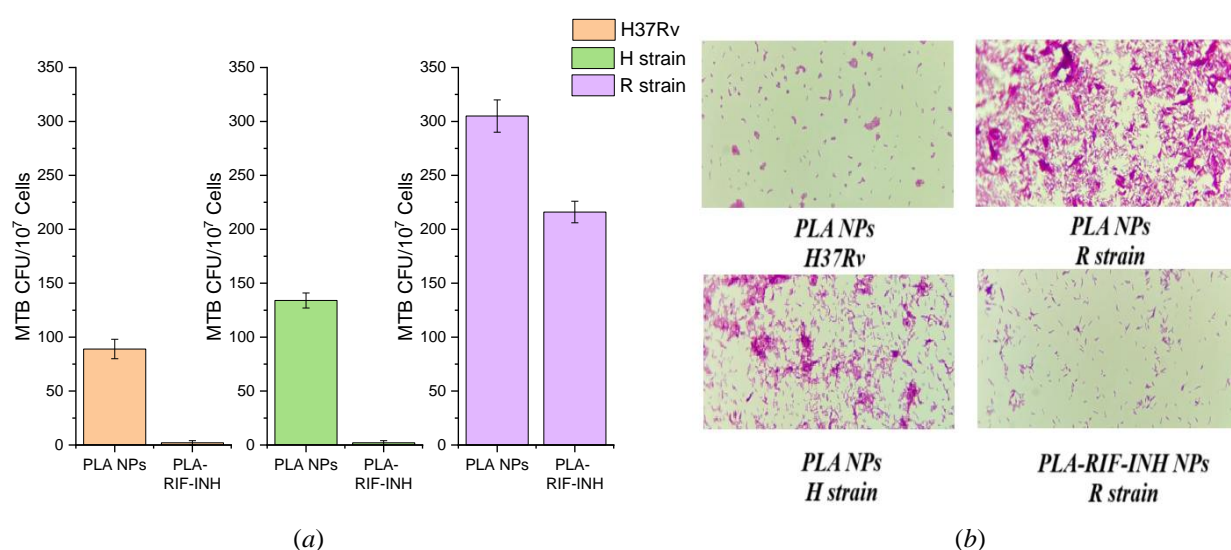 H37Rv
H strain
R strain
350
300
250
200
150
100
50
0
MTB CFU/10⁷ Cells
PLA NPs
PLA-
RIF-INH
350
300
250
200
150
100
50
0
MTB CFU/10⁷ Cells
PLA NPs
PLA-
RIF-INH
350
300
250
200
150
100
50
0
MTB CFU/10⁷ Cells
PLA NPs
PLA-
RIF-INH
(a)
PLA NPs
H37Rv
PLA NPs
R strain
PLA NPs
H strain
PLA-RIF-INH NPs
R strain
(b)